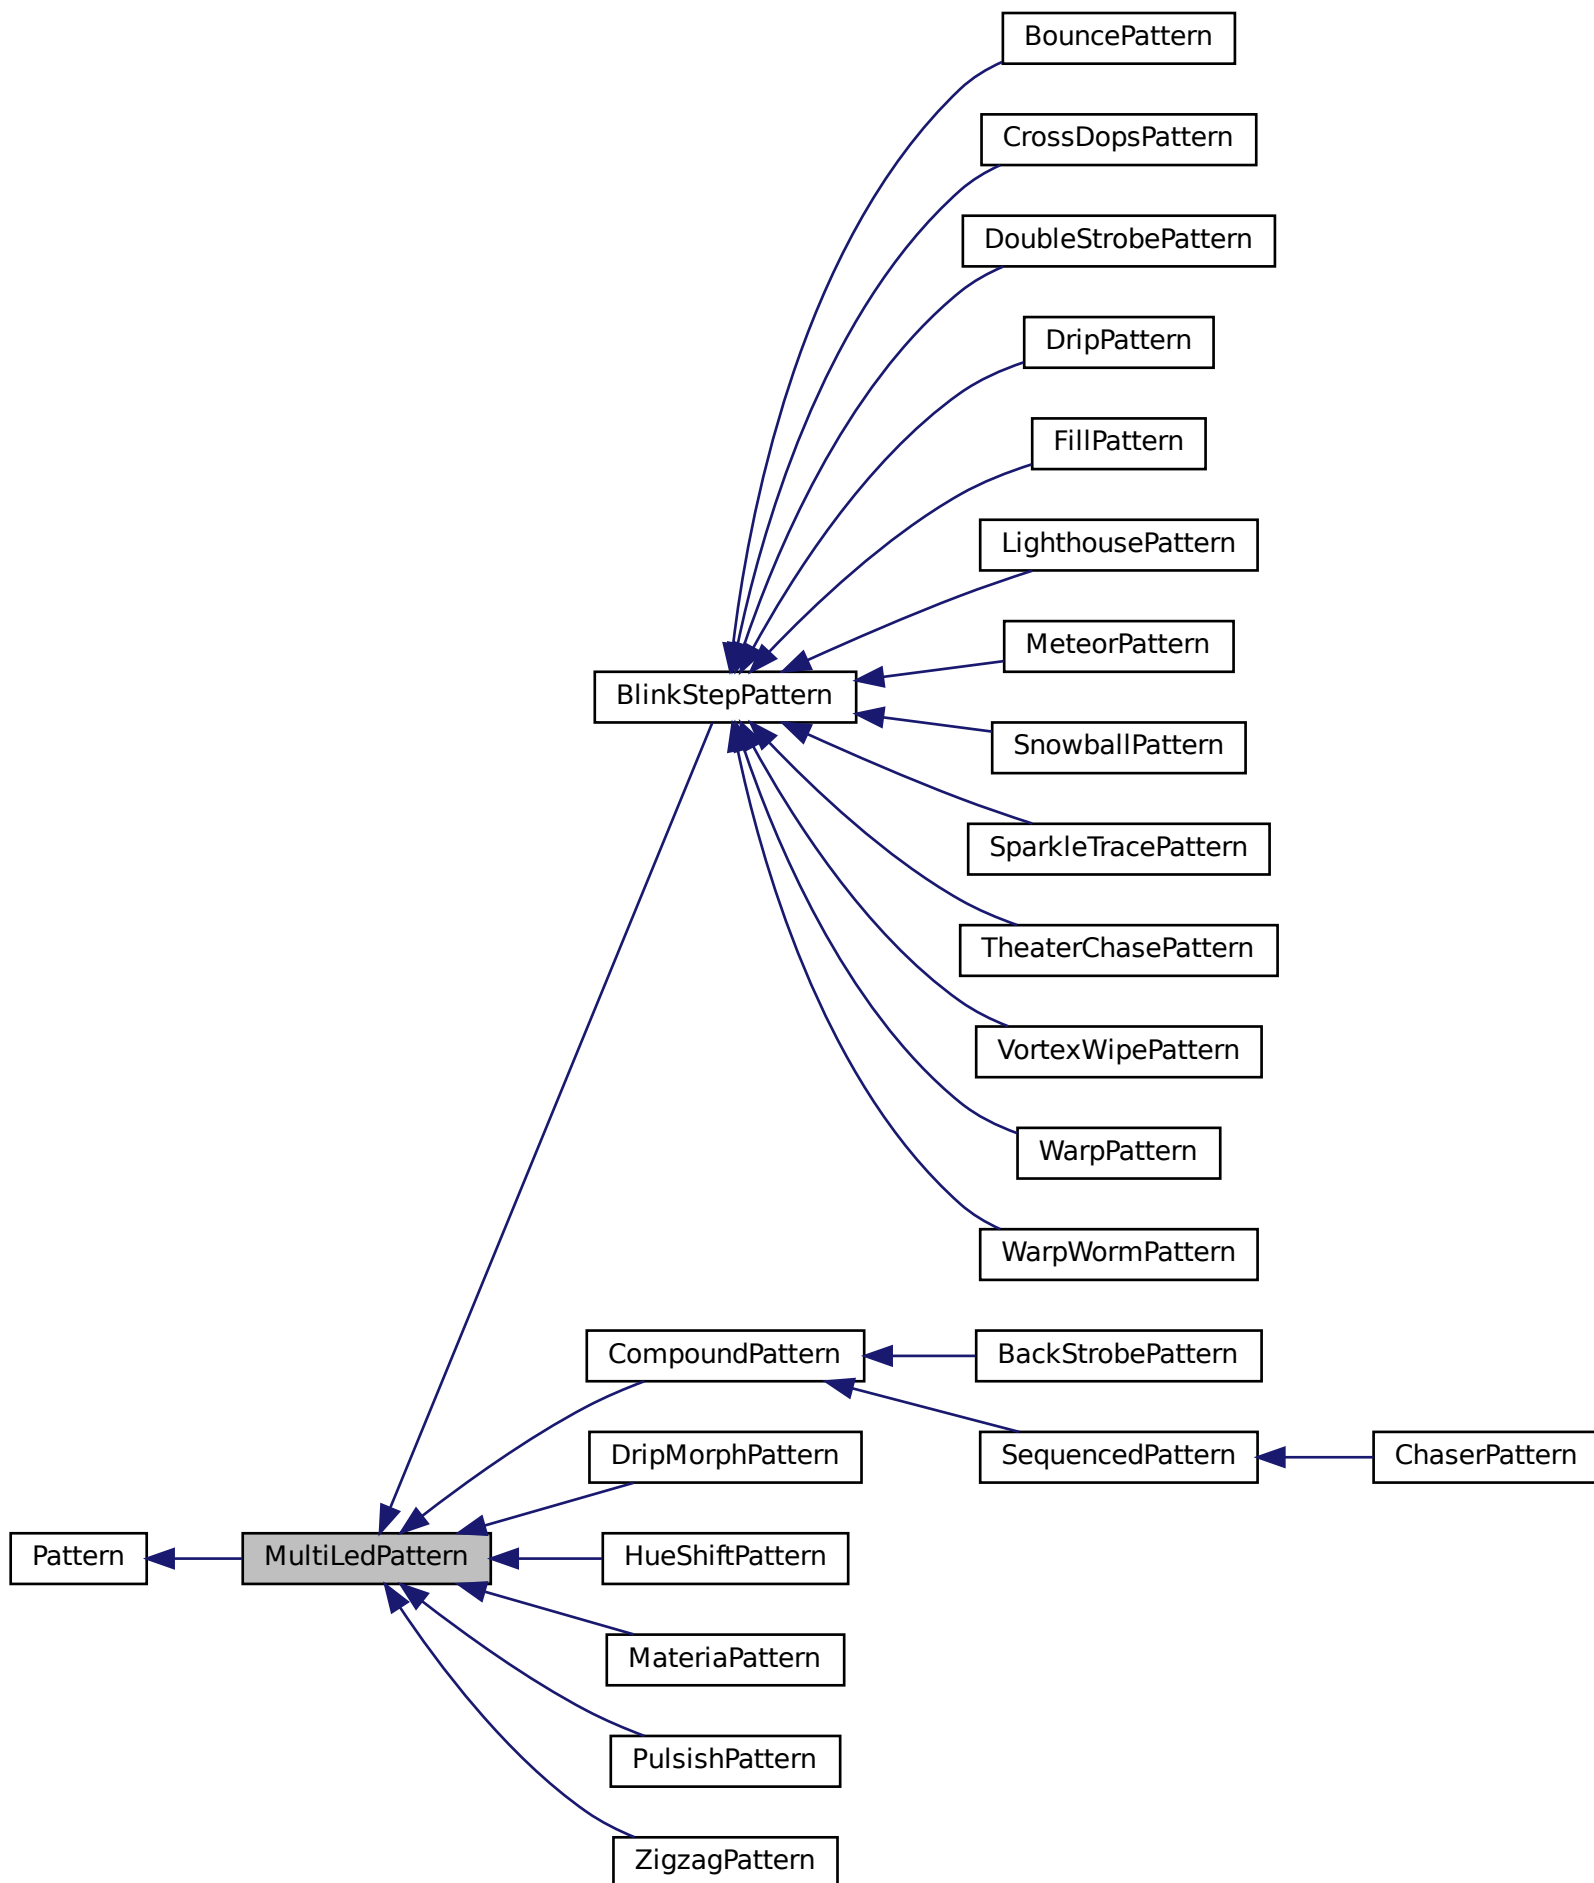 BouncePattern
CrossDopsPattern
DoubleStrobePattern
DripPattern
FillPattern
LighthousePattern
MeteorPattern
BlinkStepPattern
SnowballPattern
SparkleTracePattern
TheaterChasePattern
VortexWipePattern
WarpPattern
WarpWormPattern
CompoundPattern
BackStrobePattern
DripMorphPattern
SequencedPattern
ChaserPattern
Pattern
MultiLedPattern
HueShiftPattern
MateriaPattern
PulsishPattern
ZigzagPattern